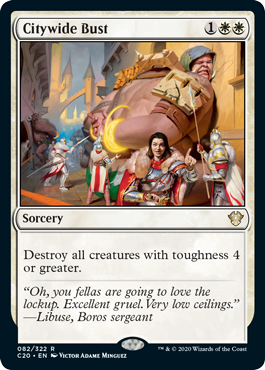 Citywide Bust 1
Sorcery
Destroy all creatures with toughness 4
or greater.
“Oh, you fellas are going to love the
lockup. Excellent gruel. Very low ceilings.”
—Libuse, Boros sergeant
082/322 R
C20 • EN VICTOR ADAME MINGUEZ
™ & © 2020 Wizards of the Coast